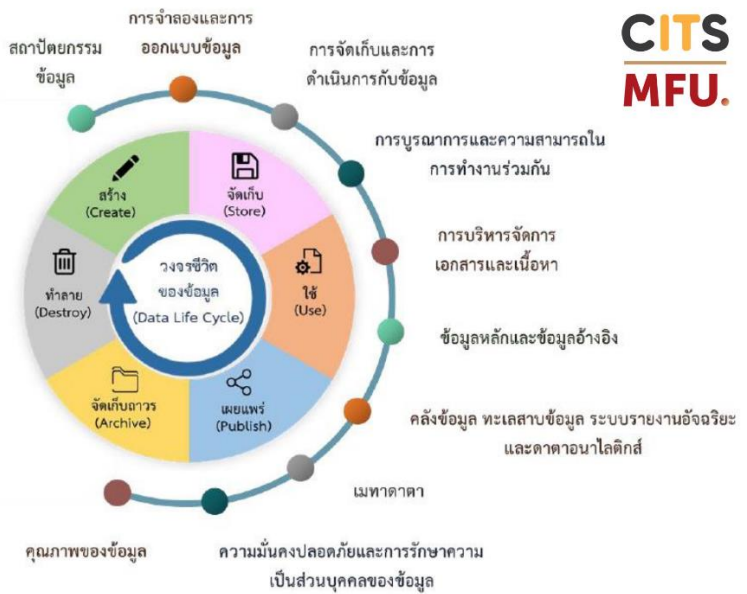 CITS
MFU.
สถาปัตยกรรม
ข้อมูล
การจำลองและการ
ออกแบบข้อมูล
การจัดเก็บและการ
ดำเนินการกับข้อมูล
การบูรณาการและความสามารถใน
การทำงานร่วมกัน
การบริหารจัดการ
เอกสารและเนื้อหา
ข้อมูลหลักและข้อมูลอ้างอิง
คลังข้อมูล ทะเลสาบข้อมูล ระบบรายงานอัจฉริยะ
และดาตาอนาไลติกส์
เมทาดาตา
ความมั่นคงปลอดภัยและการรักษาความ
เป็นส่วนบุคคลของข้อมูล
คุณภาพของข้อมูล
สร้าง
(Create)
จัดเก็บ
(Store)
ใช้
(Use)
เผยแพร่
(Publish)
จัดเก็บถาวร
(Archive)
ทำลาย
(Destroy)
วงจรชีวิต
ของข้อมูล
(Data Life Cycle)